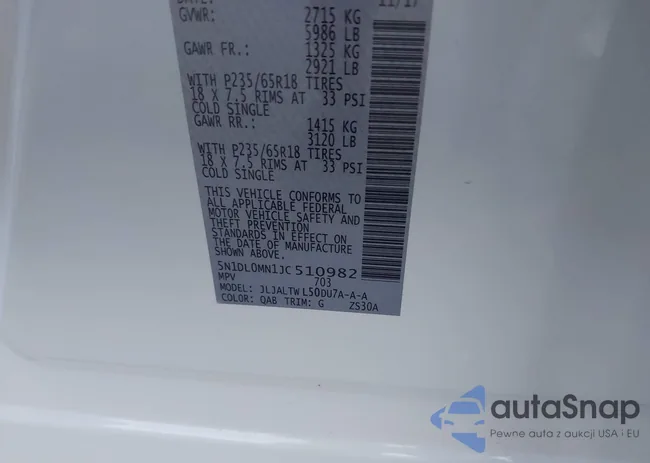 11/17
GVWR: 2715 KG
5986 LB
GAWR FR.: 1325 KG
2921 LB
WITH P235/65R18 TIRES
18 X 7.5 RIMS AT 33 PSI
COLD SINGLE
GAWR RR.: 1415 KG
3120 LB
WITH P235/65R18 TIRES
18 X 7.5 RIMS AT 33 PSI
COLD SINGLE
THIS VEHICLE CONFORMS TO
ALL APPLICABLE FEDERAL
MOTOR VEHICLE SAFETY AND
THEFT PREVENTION
STANDARDS IN EFFECT ON
THE DATE OF MANUFACTURE
SHOWN ABOVE.
5N1DL0MN1JC510982
MPV 703
MODEL: JLJALTW L50DU7A-A-A
COLOR: QAB TRIM: G ZS30A
autaSnap
Pewne auta z aukcji USA i EU